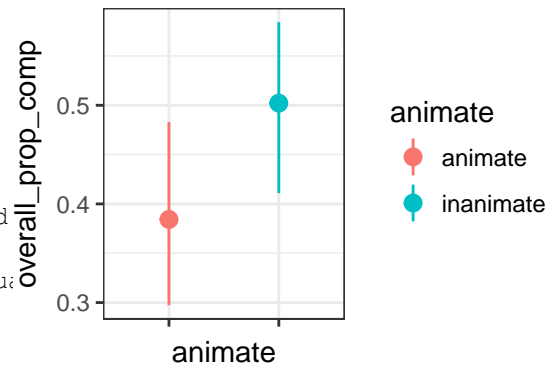 overall_prop_comp
0.5
0.4
0.3
animate
animate
animate
inanimate